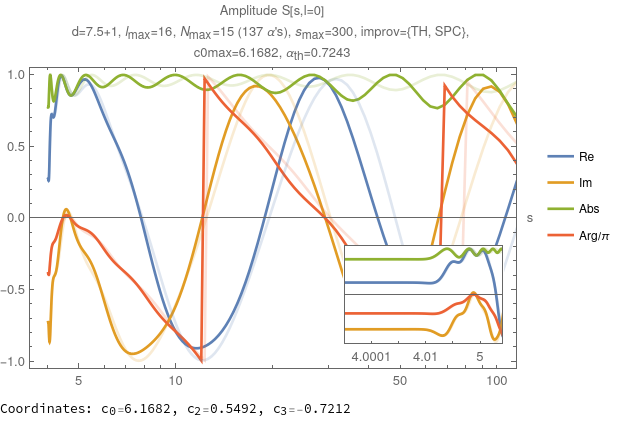 Amplitude S[s,l=0]
d=7.5+1, lmax=16, Nmax=15 (137 α's), smax=300, improv={TH, SPC},
c0max=6.1682, αth=0.7243
1.0
0.5
0.0
-0.5
-1.0
s
Re
Im
Abs
Arg/π
4.0001 4.01 5
5 10 50 100
Coordinates: c0=6.1682, c2=0.5492, c3=-0.7212